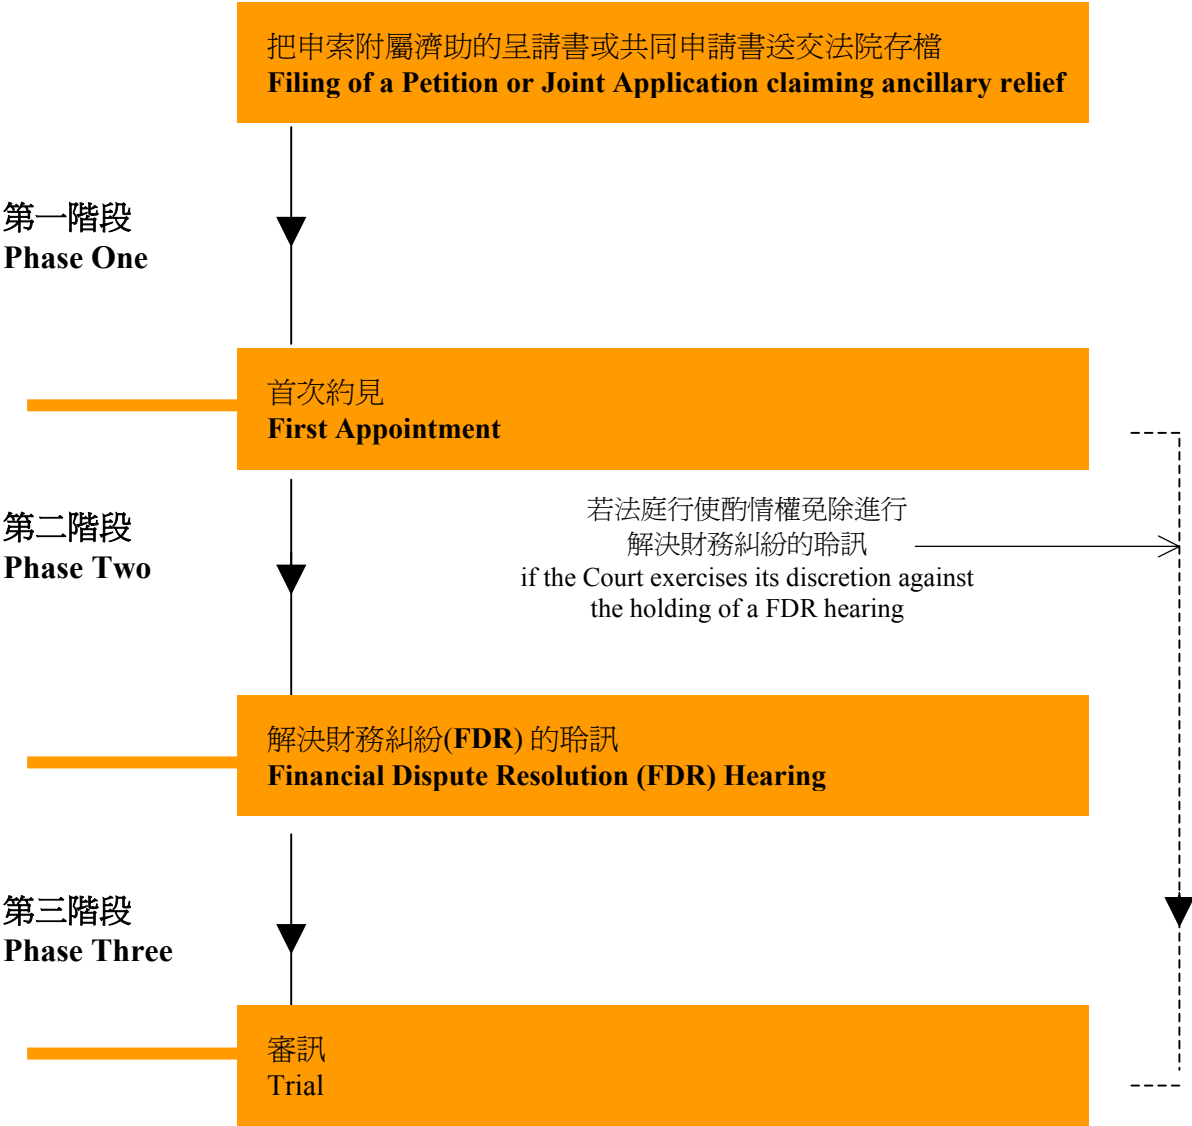 把申索附屬濟助的呈請書或共同申請書送交法院存檔
Filing of a Petition or Joint Application claiming ancillary relief
第一階段
Phase One
首次約見
First Appointment
第二階段
Phase Two
若法庭行使酌情權免除進行
解決財務糾紛的聆訊
if the Court exercises its discretion against
the holding of a FDR hearing
解決財務糾紛(FDR) 的聆訊
Financial Dispute Resolution (FDR) Hearing
第三階段
Phase Three
審訊
Trial